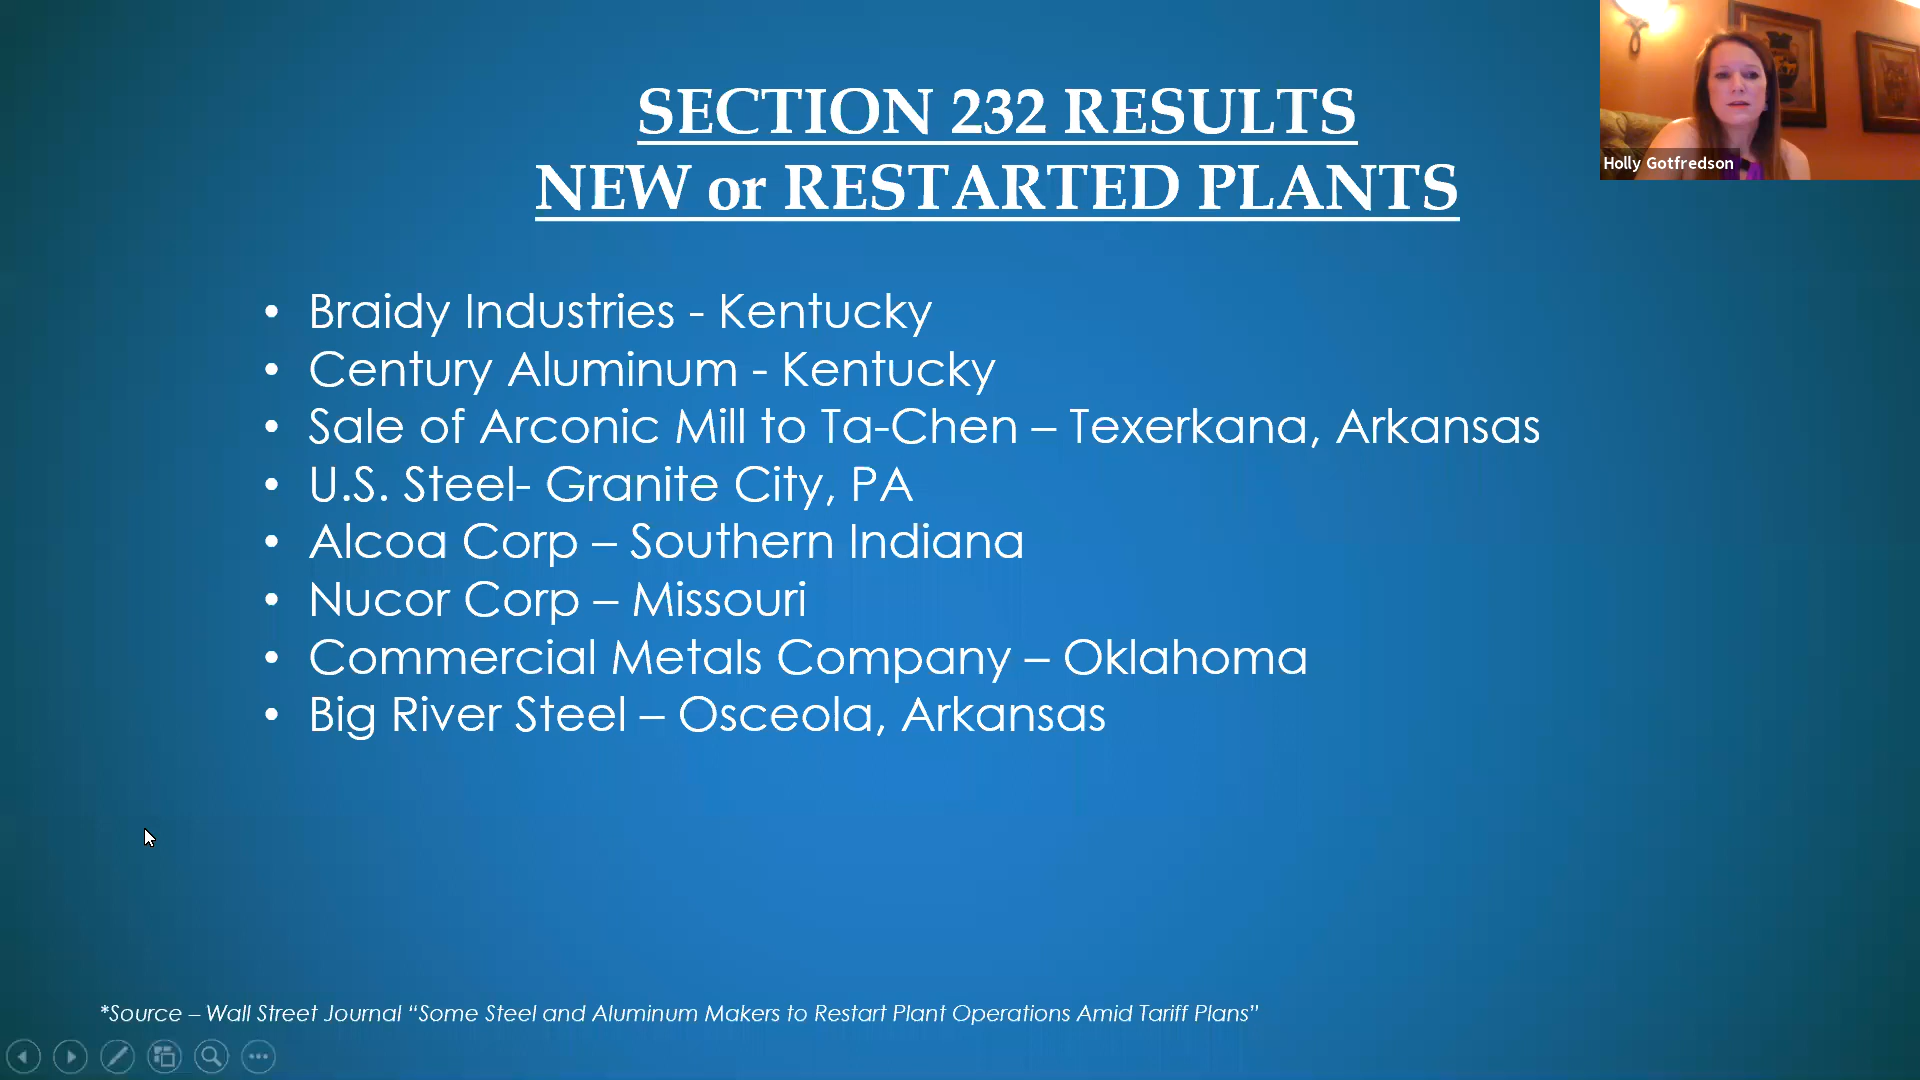 SECTION 232 RESULTS
NEW or RESTARTED PLANTS
Holly Gotfredson
• Braidy Industries - Kentucky
• Century Aluminum - Kentucky
• Sale of Arconic Mill to Ta-Chen – Texerkana, Arkansas
• U.S. Steel- Granite City, PA
• Alcoa Corp – Southern Indiana
• Nucor Corp – Missouri
• Commercial Metals Company – Oklahoma
• Big River Steel – Osceola, Arkansas
*Source – Wall Street Journal “Some Steel and Aluminum Makers to Restart Plant Operations Amid Tariff Plans”